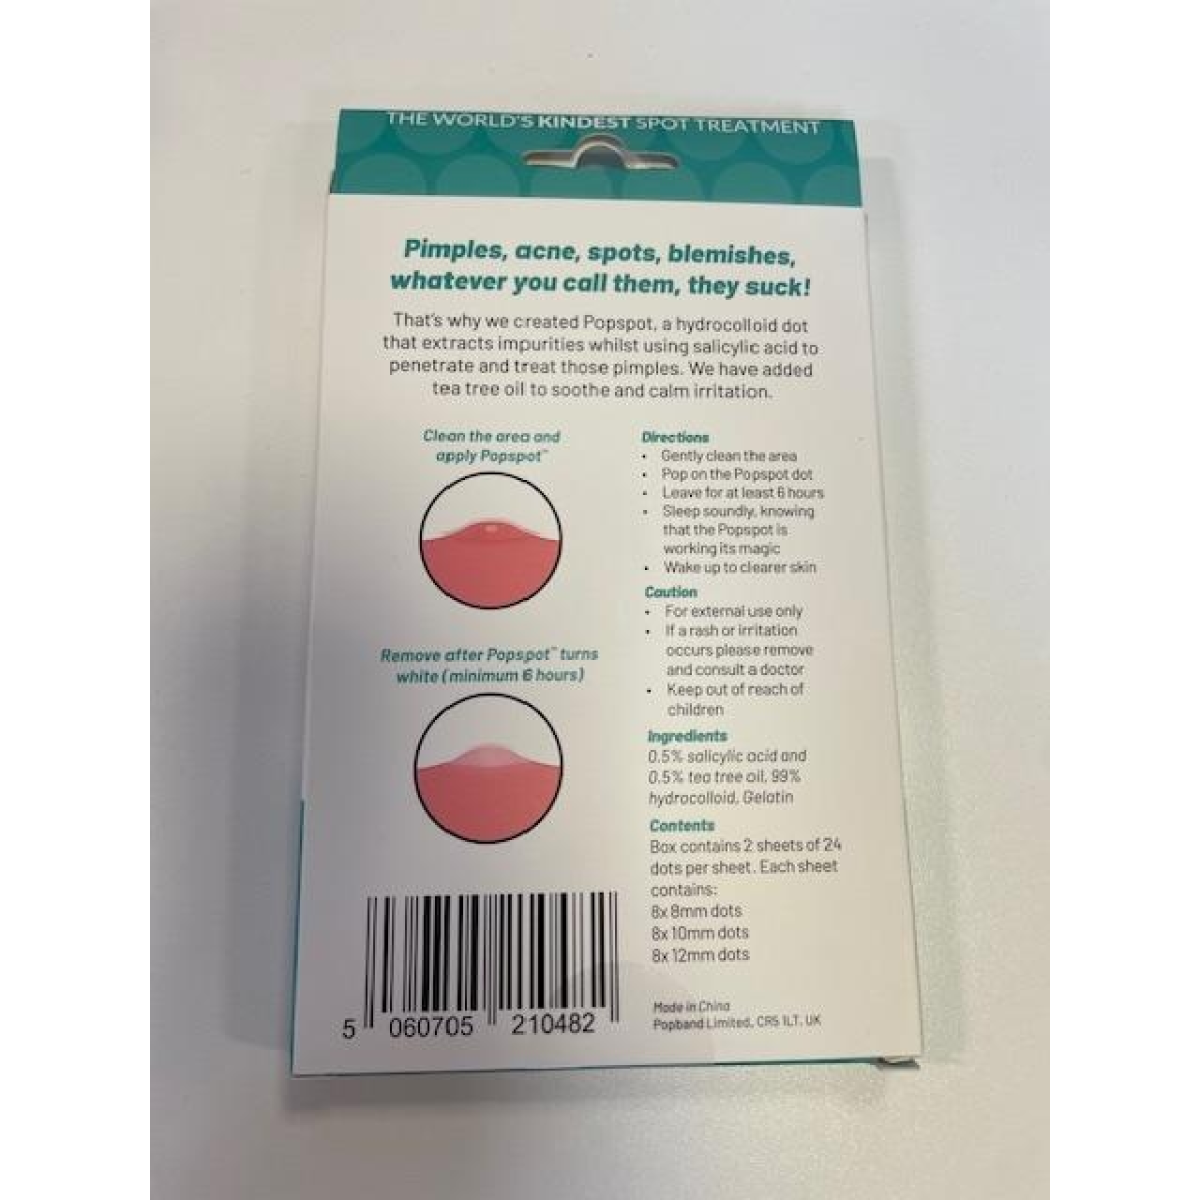 THE WORLD'S KINDEST SPOT TREATMENT
Pimples, acne, spots, blemishes,
whatever you call them, they suck!
That's why we created Popspot, a hydrocolloid dot
that extracts impurities whilst using salicylic acid to
penetrate and treat those pimples. We have added
tea tree oil to soothe and calm irritation.
Clean the area and
apply Popspot™
Remove after Popspot™ turns
white (minimum 6 hours)
Directions
• Gently clean the area
• Pop on the Popspot dot
• Leave for at least 6 hours
• Sleep soundly, knowing
that the Popspot is
working its magic
• Wake up to clearer skin
Caution
• For external use only
• If a rash or irritation
occurs please remove
and consult a doctor
• Keep out of reach of
children
Ingredients
0.5% salicylic acid and
0.5% tea tree oil, 99%
hydrocolloid, Gelatin
Contents
Box contains 2 sheets of 24
dots per sheet. Each sheet
contains:
8x 8mm dots
8x 10mm dots
8x 12mm dots
Made in China
Popband Limited, CR5 1LT, UK
5 060705 210482